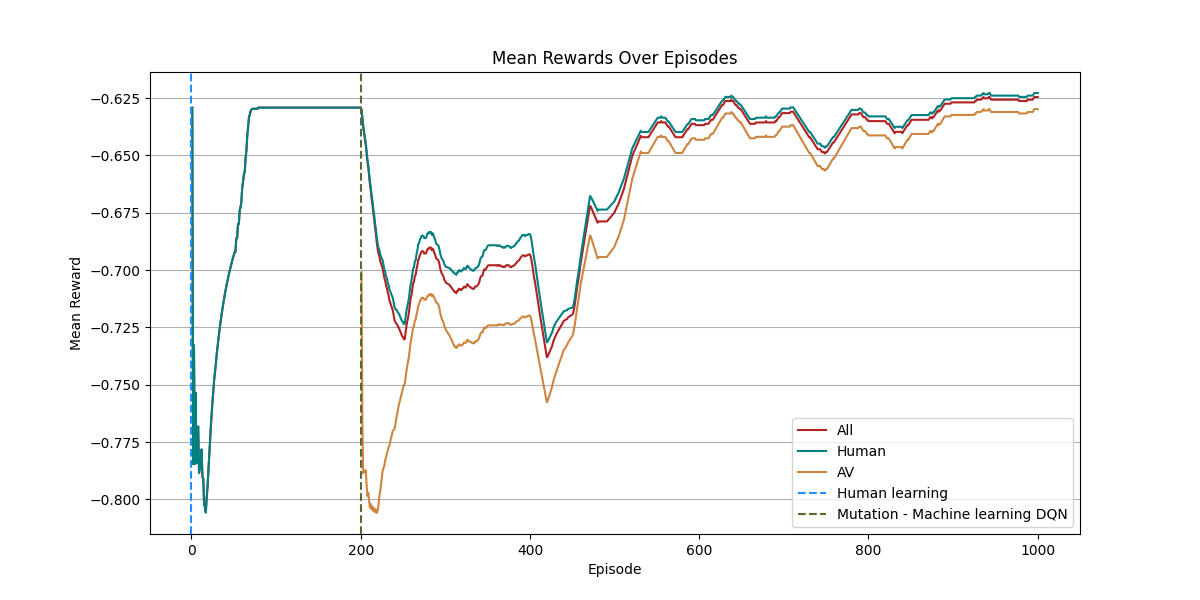 Mean Rewards Over Episodes
Mean Reward
−0.625
−0.650
−0.675
−0.700
−0.725
−0.750
−0.775
−0.800
0 200 400 600 800 1000
Episode
All
Human
AV
Human learning
Mutation - Machine learning DQN